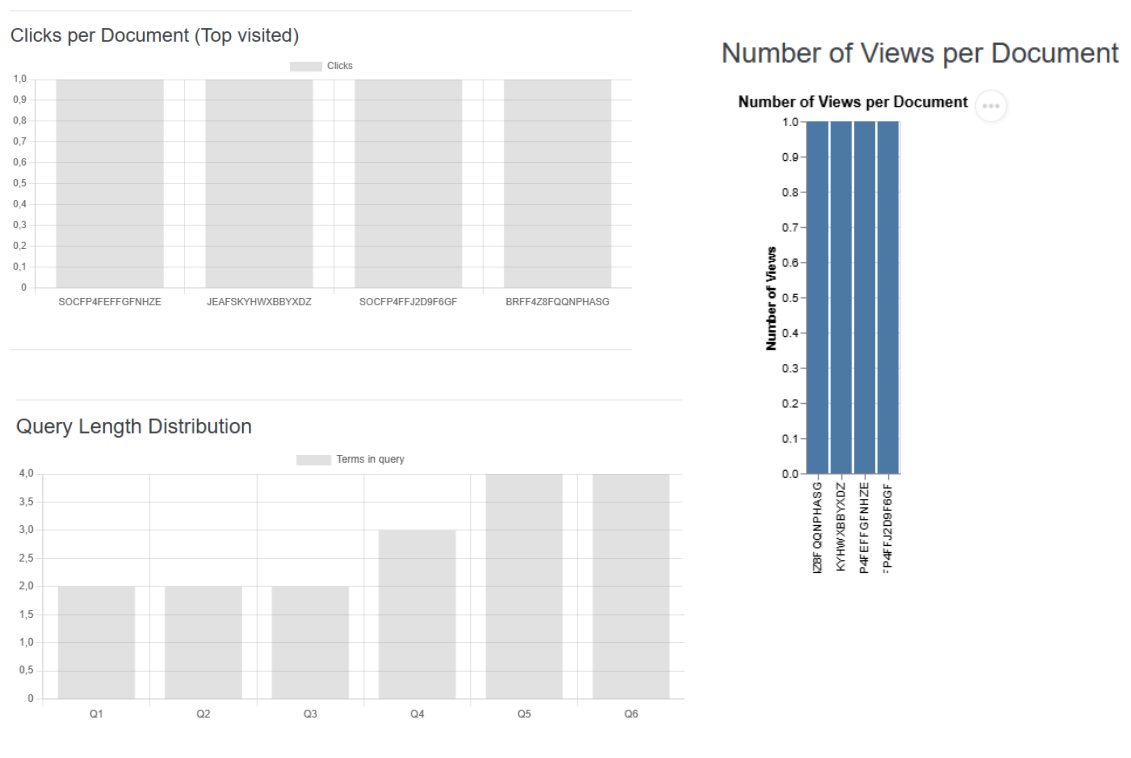 Clicks per Document (Top visited)
Clicks
1,0
0,9
0,8
0,7
0,6
0,5
0,4
0,3
0,2
0,1
0
SOCFP4FEFFGFNHZE JEAFSKYHWXBBYXDZ SOCFP4FFJ2D9F6GF BRFF4Z8FQQNPHASG
Query Length Distribution
Terms in query
4,0
3,5
3,0
2,5
2,0
1,5
1,0
0,5
0
Q1 Q2 Q3 Q4 Q5 Q6
Number of Views per Document
Number of Views per Document
1.0
0.9
0.8
0.7
0.6
0.5
0.4
0.3
0.2
0.1
0.0
Number of Views
Z8FQQNPHASG
KYHWXBBYXDZ
P4FEFFGFNHZE
P4FFJ2D9F6GF